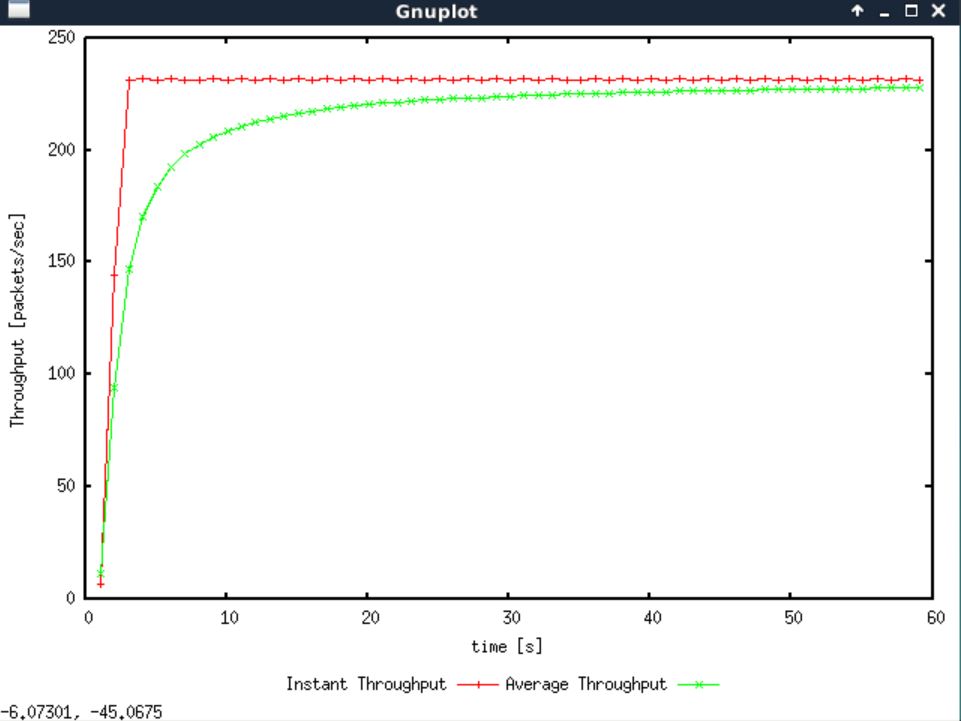 Gnuplot
250
200
150
100
50
0
Throughput [packets/sec]
0 10 20 30 40 50 60
time [s]
Instant Throughput Average Throughput
-6.07301, -45.0675